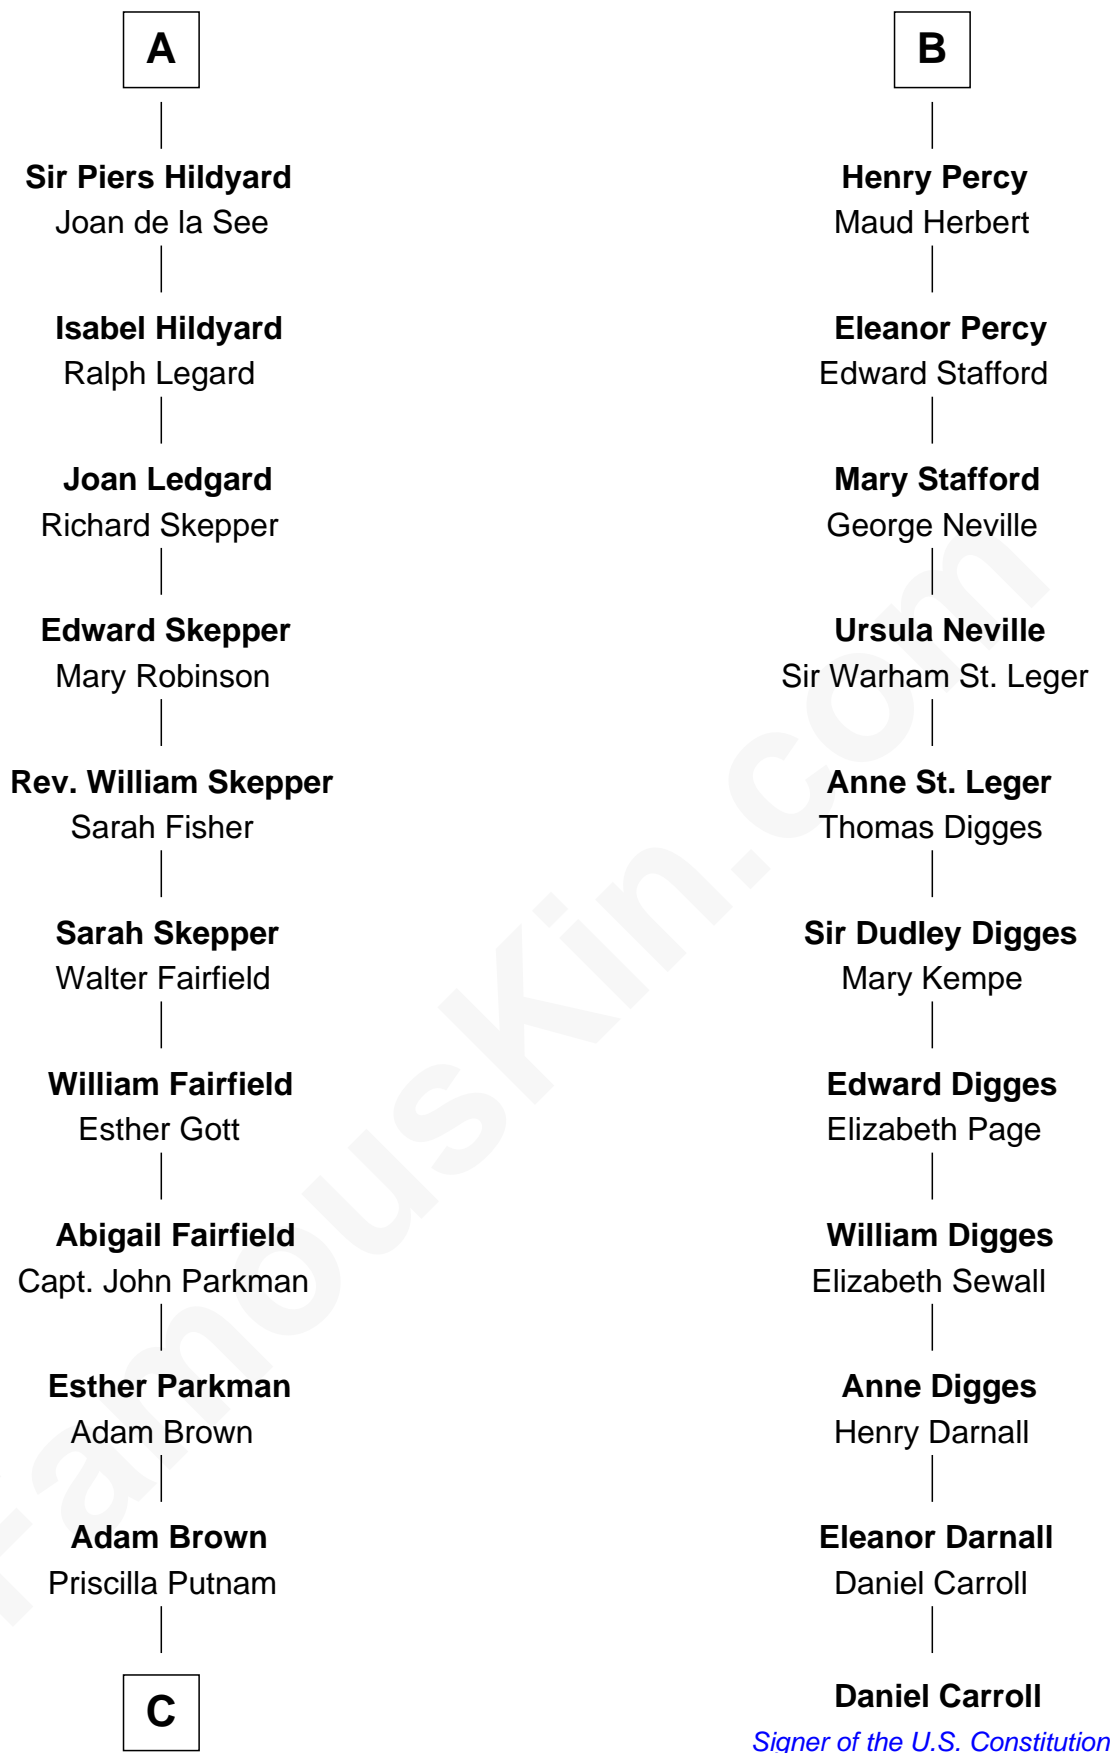 A
Sir Piers Hildyard
Joan de la See
Isabel Hildyard
Ralph Legard
Joan Ledgard
Richard Skepper
Edward Skepper
Mary Robinson
Rev. William Skepper
Sarah Fisher
Sarah Skepper
Walter Fairfield
William Fairfield
Esther Gott
Abigail Fairfield
Capt. John Parkman
Esther Parkman
Adam Brown
Adam Brown
Priscilla Putnam
C
B
Henry Percy
Maud Herbert
Eleanor Percy
Edward Stafford
Mary Stafford
George Neville
Ursula Neville
Sir Warham St. Leger
Anne St. Leger
Thomas Digges
Sir Dudley Digges
Mary Kempe
Edward Digges
Elizabeth Page
William Digges
Elizabeth Sewall
Anne Digges
Henry Darnall
Eleanor Darnall
Daniel Carroll
Daniel Carroll
Signer of the U.S. Constitution
FamousKin.com